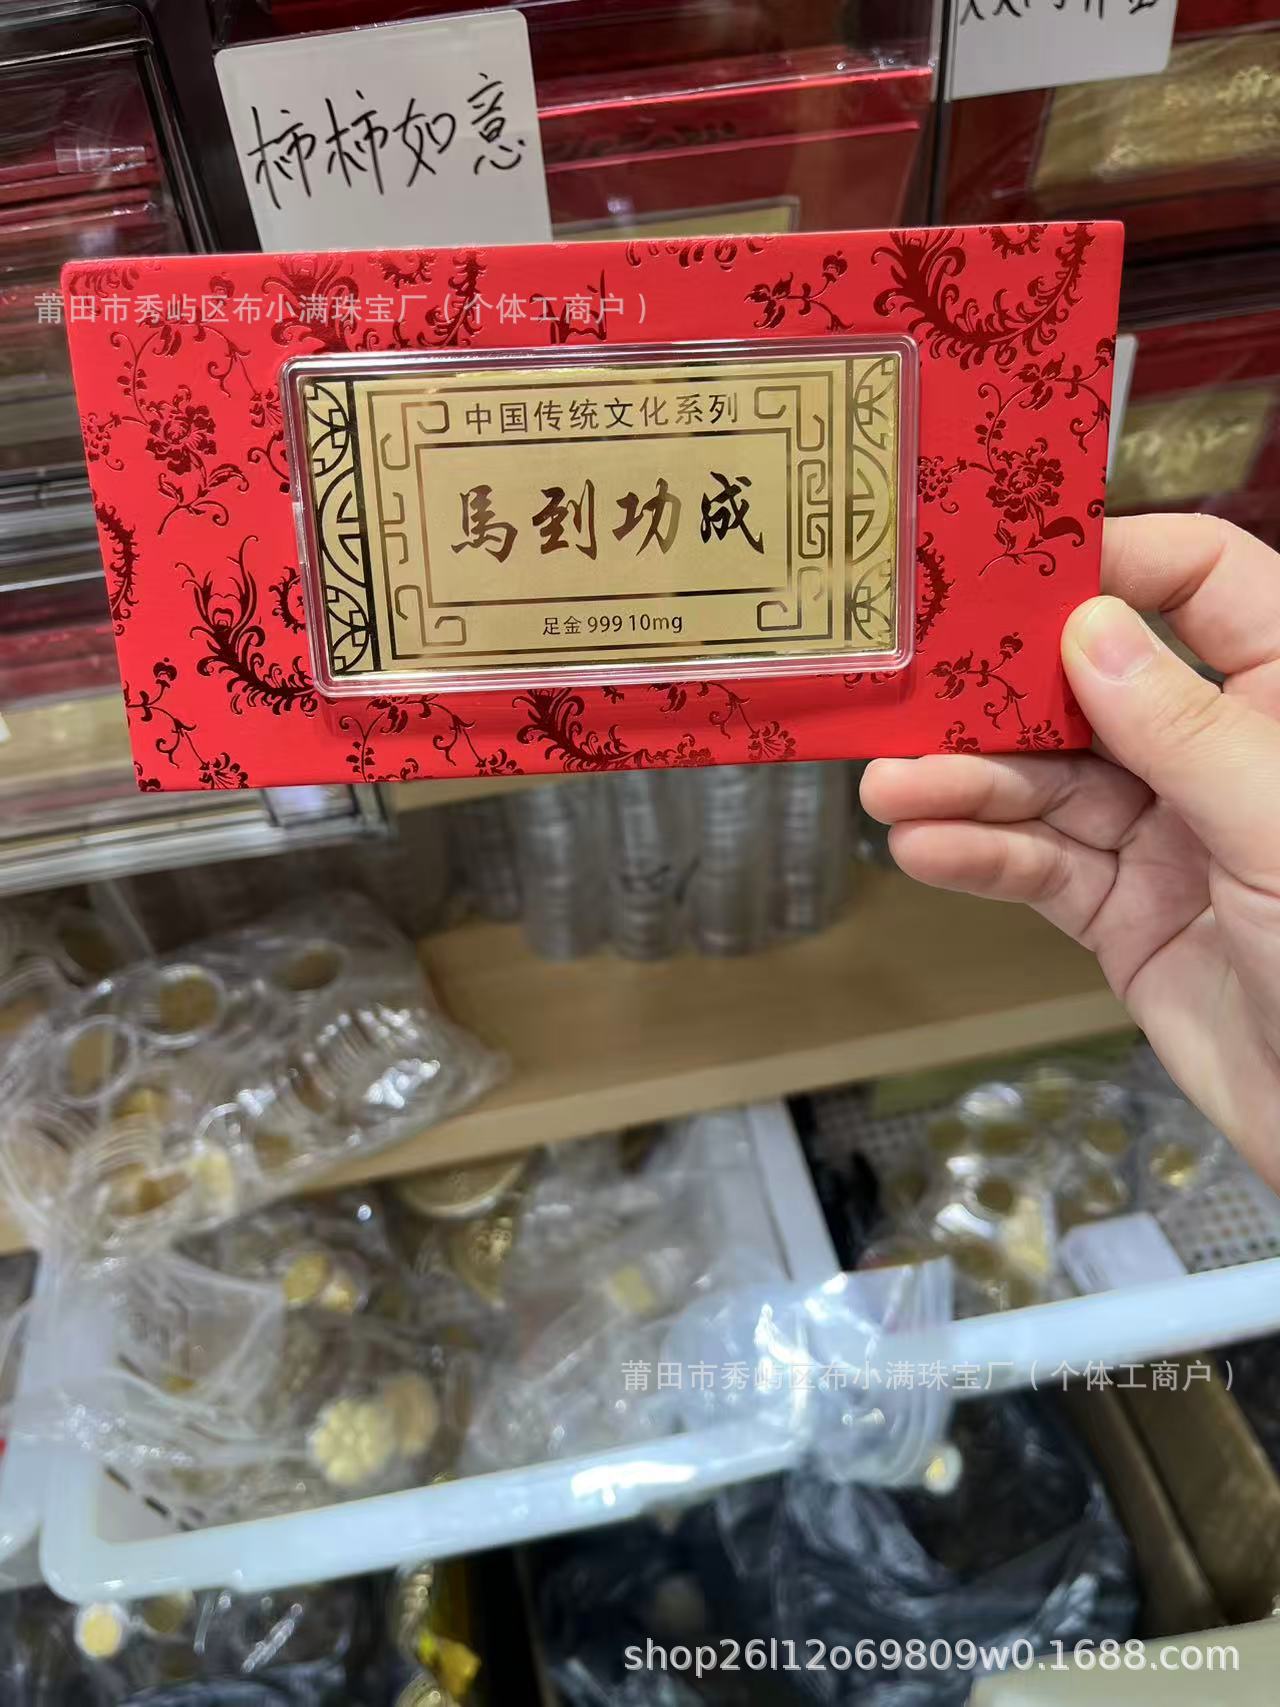 柿柿如意
莆田市秀屿区布小满珠宝厂（个体工商户）
中国传统文化系列
馬到功成
足金999 10mg
莆田市秀屿区布小满珠宝厂（个体工商户）
shop26l12o69809w0.1688.com